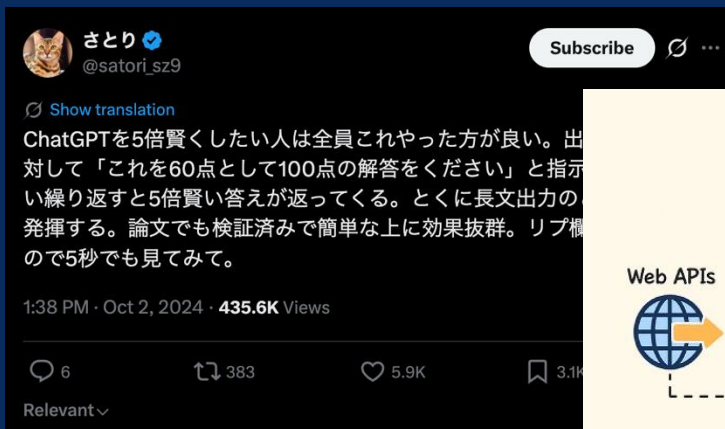 さとり
@satori_sz9
Subscribe
Show translation
ChatGPTを5倍賢くしたい人は全員これやった方が良い。出
対して「これを60点として100点の解答をください」と指示
い繰り返すと5倍賢い答えが返ってくる。とくに長文出力の
発揮する。論文でも検証済みで簡単な上に効果抜群。リプ欄
ので5秒でも見てみて。
1:38 PM · Oct 2, 2024 · 435.6K Views
6
383
5.9K
3.1K
Relevant
Web APIs